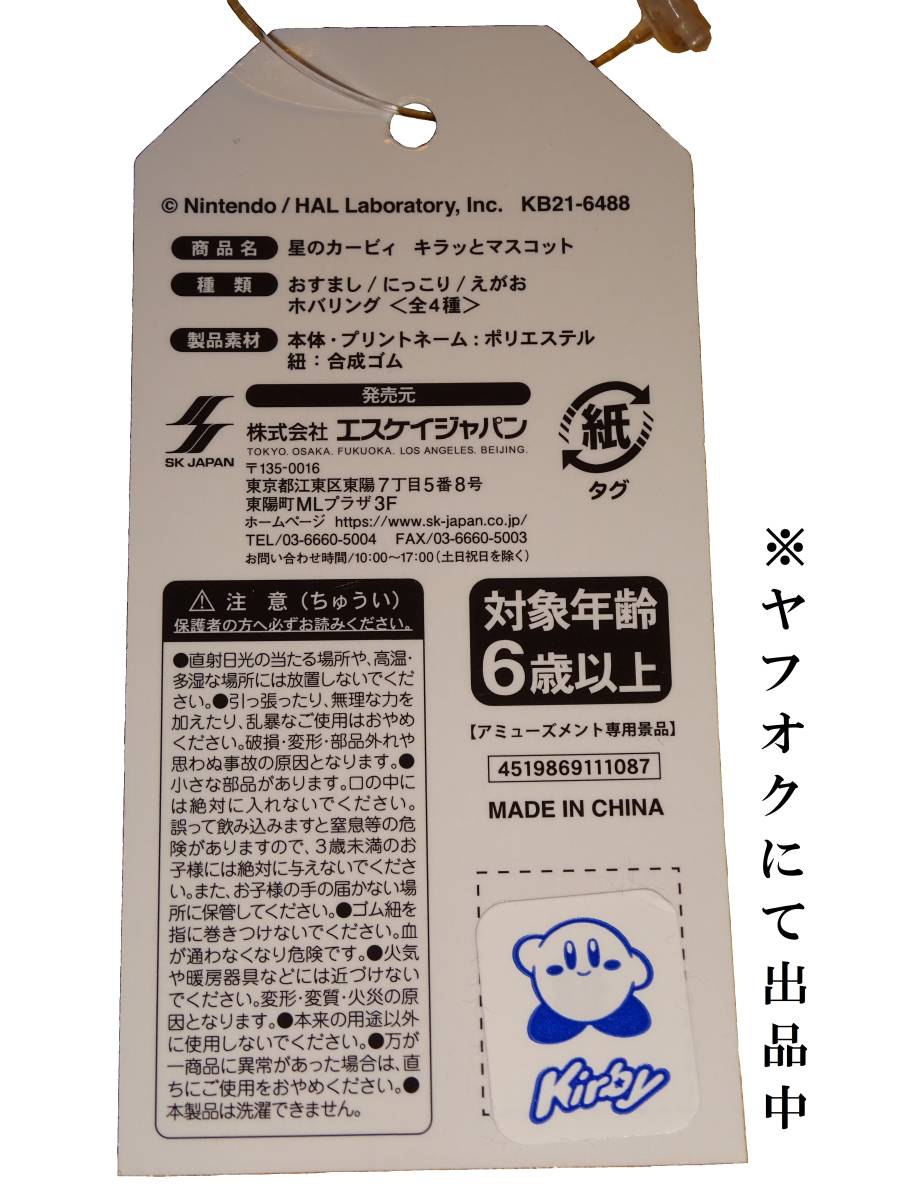 © Nintendo / HAL Laboratory, Inc. KB21-6488
商品名 星のカービィ キラッとマスコット
種類 おすまし / にっこり / えがお
ホバリング <全4種>
製品素材 本体・プリントネーム:ポリエステル
紐:合成ゴム
発売元
SK JAPAN
株式会社 エスケイジャパン
TOKYO. OSAKA. FUKUOKA. LOS ANGELES. BEIJING.
〒135-0016
東京都江東区東陽7丁目5番8号
東陽町MLプラザ3F
ホームページ https://www.sk-japan.co.jp/
TEL/03-6660-5004 FAX/03-6660-5003
お問い合わせ時間/10:00~17:00(土日祝日を除く)
紙
タグ
⚠ 注意(ちゅうい)
保護者の方へ必ずお読みください。
●直射日光の当たる場所や、高温・
多湿な場所には放置しないでくだ
さい。●引っ張ったり、無理な力を
加えたり、乱暴なご使用はおやめ
ください。破損・変形・部品外れや
思わぬ事故の原因となります。●
小さな部品があります。口の中に
は絶対に入れないでください。
誤って飲み込みますと窒息等の危
険がありますので、3歳未満のお
子様には絶対に与えないでくださ
い。また、お子様の手の届かない場
所に保管してください。●ゴム紐を
指に巻きつけないでください。血
が通わなくなり危険です。●火気
や暖房器具などには近づけない
でください。変形・変質・火災の原
因となります。●本来の用途以外
に使用しないでください。●万が
一商品に異常があった場合は、直
ちにご使用をおやめください。●
本製品は洗濯できません。
対象年齢
6歳以上
【アミューズメント専用景品】
4519869111087
MADE IN CHINA
Kirby
※ヤフオクにて出品中